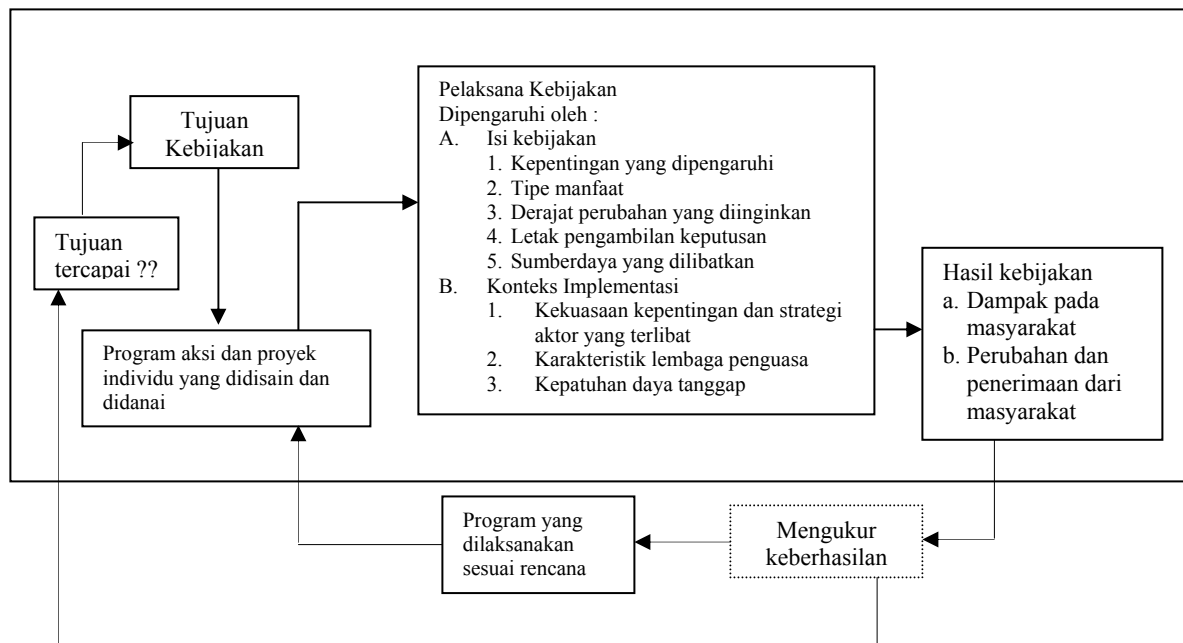 Tujuan
Kebijakan
Tujuan
tercapai ??
Program aksi dan proyek
individu yang didisain dan
didanai
Pelaksana Kebijakan
Dipengaruhi oleh :
A. Isi kebijakan
1. Kepentingan yang dipengaruhi
2. Tipe manfaat
3. Derajat perubahan yang diinginkan
4. Letak pengambilan keputusan
5. Sumberdaya yang dilibatkan
B. Konteks Implementasi
1. Kekuasaan kepentingan dan strategi
aktor yang terlibat
2. Karakteristik lembaga penguasa
3. Kepatuhan daya tanggap
Hasil kebijakan
a. Dampak pada
masyarakat
b. Perubahan dan
penerimaan dari
masyarakat
Program yang
dilaksanakan
sesuai rencana
Mengukur
keberhasilan